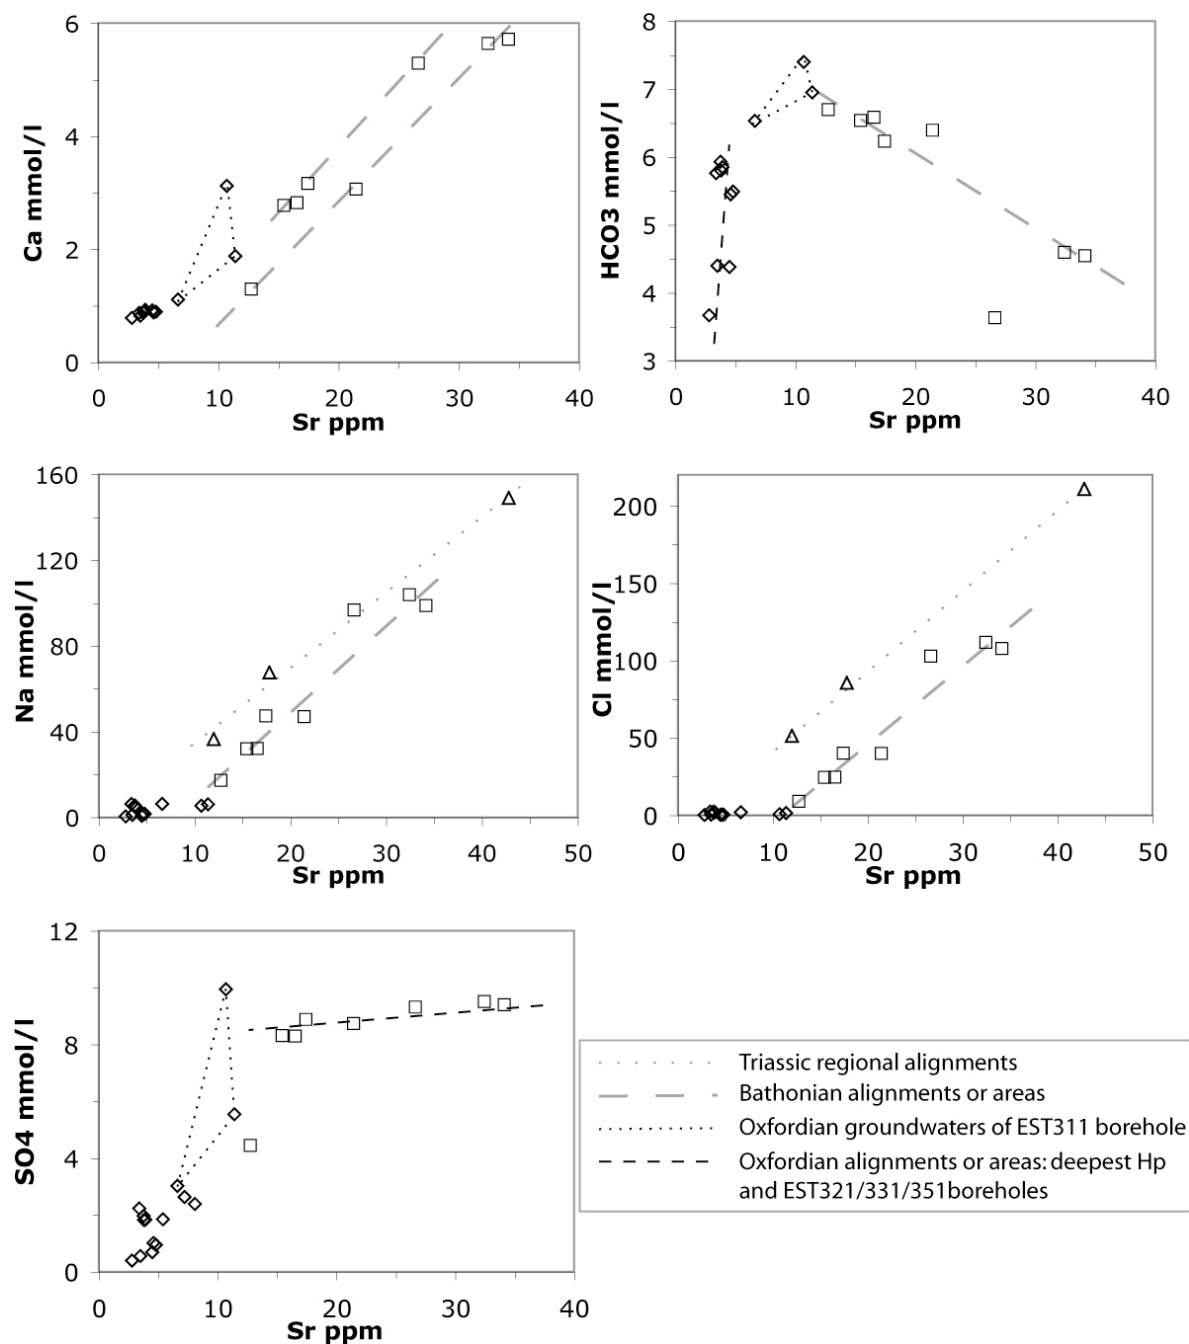 6
4
2
0
Ca mmol/l
0 10 20 30 40
Sr ppm
8
7
6
5
4
3
HCO3 mmol/l
0 10 20 30 40
Sr ppm
160
120
80
40
0
Na mmol/l
0 10 20 30 40 50
Sr ppm
200
150
100
50
0
Cl mmol/l
0 10 20 30 40 50
Sr ppm
12
8
4
0
SO4 mmol/l
0 10 20 30 40
Sr ppm
Triassic regional alignments
Bathonian alignments or areas
Oxfordian groundwaters of EST311 borehole
Oxfordian alignments or areas: deepest Hp
and EST321/331/351boreholes